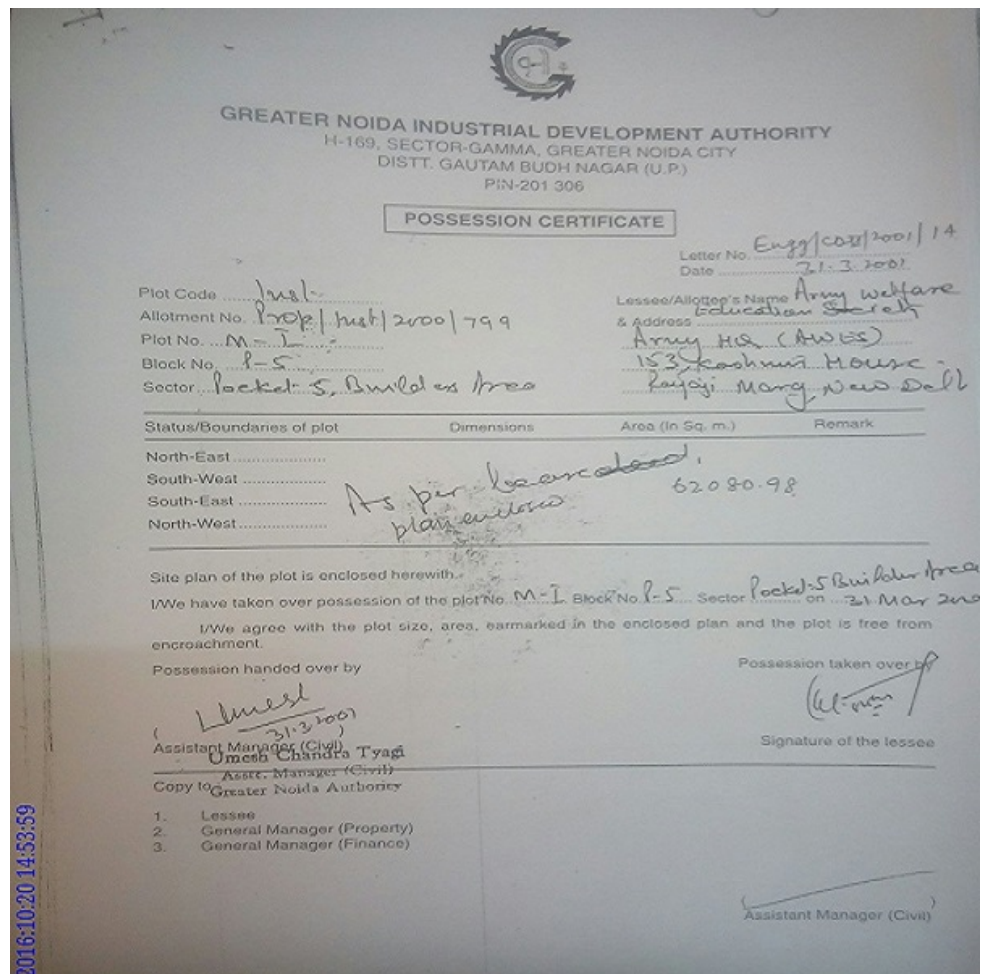 GREATER NOIDA INDUSTRIAL DEVELOPMENT AUTHORITY
H-169, SECTOR-GAMMA, GREATER NOIDA CITY
DISTT. GAUTAM BUDH NAGAR (U.P.)
PIN-201 306
POSSESSION CERTIFICATE
Letter No. Engg/ /2001/14
Date 31.3.2001
Plot Code Inst.
Allotment No. Prop/Inst/2000/799
Plot No. M-I
Block No. P-5
Sector Pocket-5, Builders Area
Lessee/Allottee's Name Army Welfare
Education
& Address
Army HQ (AWES)
153, Kashmir House
Rajaji Marg, New
Status/Boundaries of plot Dimensions Area (In Sq. m.) Remark
North-East
South-West
South-East
North-West
As per
plan enclosed
62080.98
Site plan of the plot is enclosed herewith.
I/We have taken over possession of the plot No. M-I Block No. P-5 Sector Pocket-5 Builder Area on 31 Mar
I/We agree with the plot size, area, earmarked in the enclosed plan and the plot is free from
encroachment.
Possession handed over by
Possession taken over by
Umesh
31.3.2001
( )
Assistant Manager (Civil)
Umesh Chandra Tyagi
Asstt. Manager (Civil)
Greater Noida Authority
Signature of the lessee
Copy to
1. Lessee
2. General Manager (Property)
3. General Manager (Finance)
( )
Assistant Manager (Civil)
2016:10:20 14:53:59